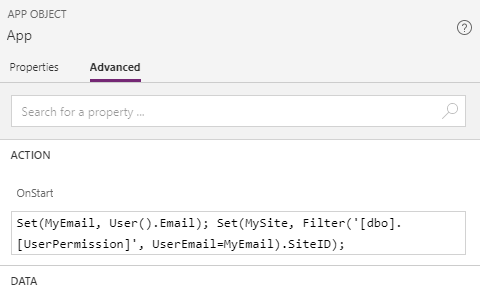 APP OBJECT
App
Properties Advanced
Search for a property ...
ACTION
OnStart
Set(MyEmail, User().Email); Set(MySite, Filter('[dbo].
[UserPermission]', UserEmail=MyEmail).SiteID);
DATA